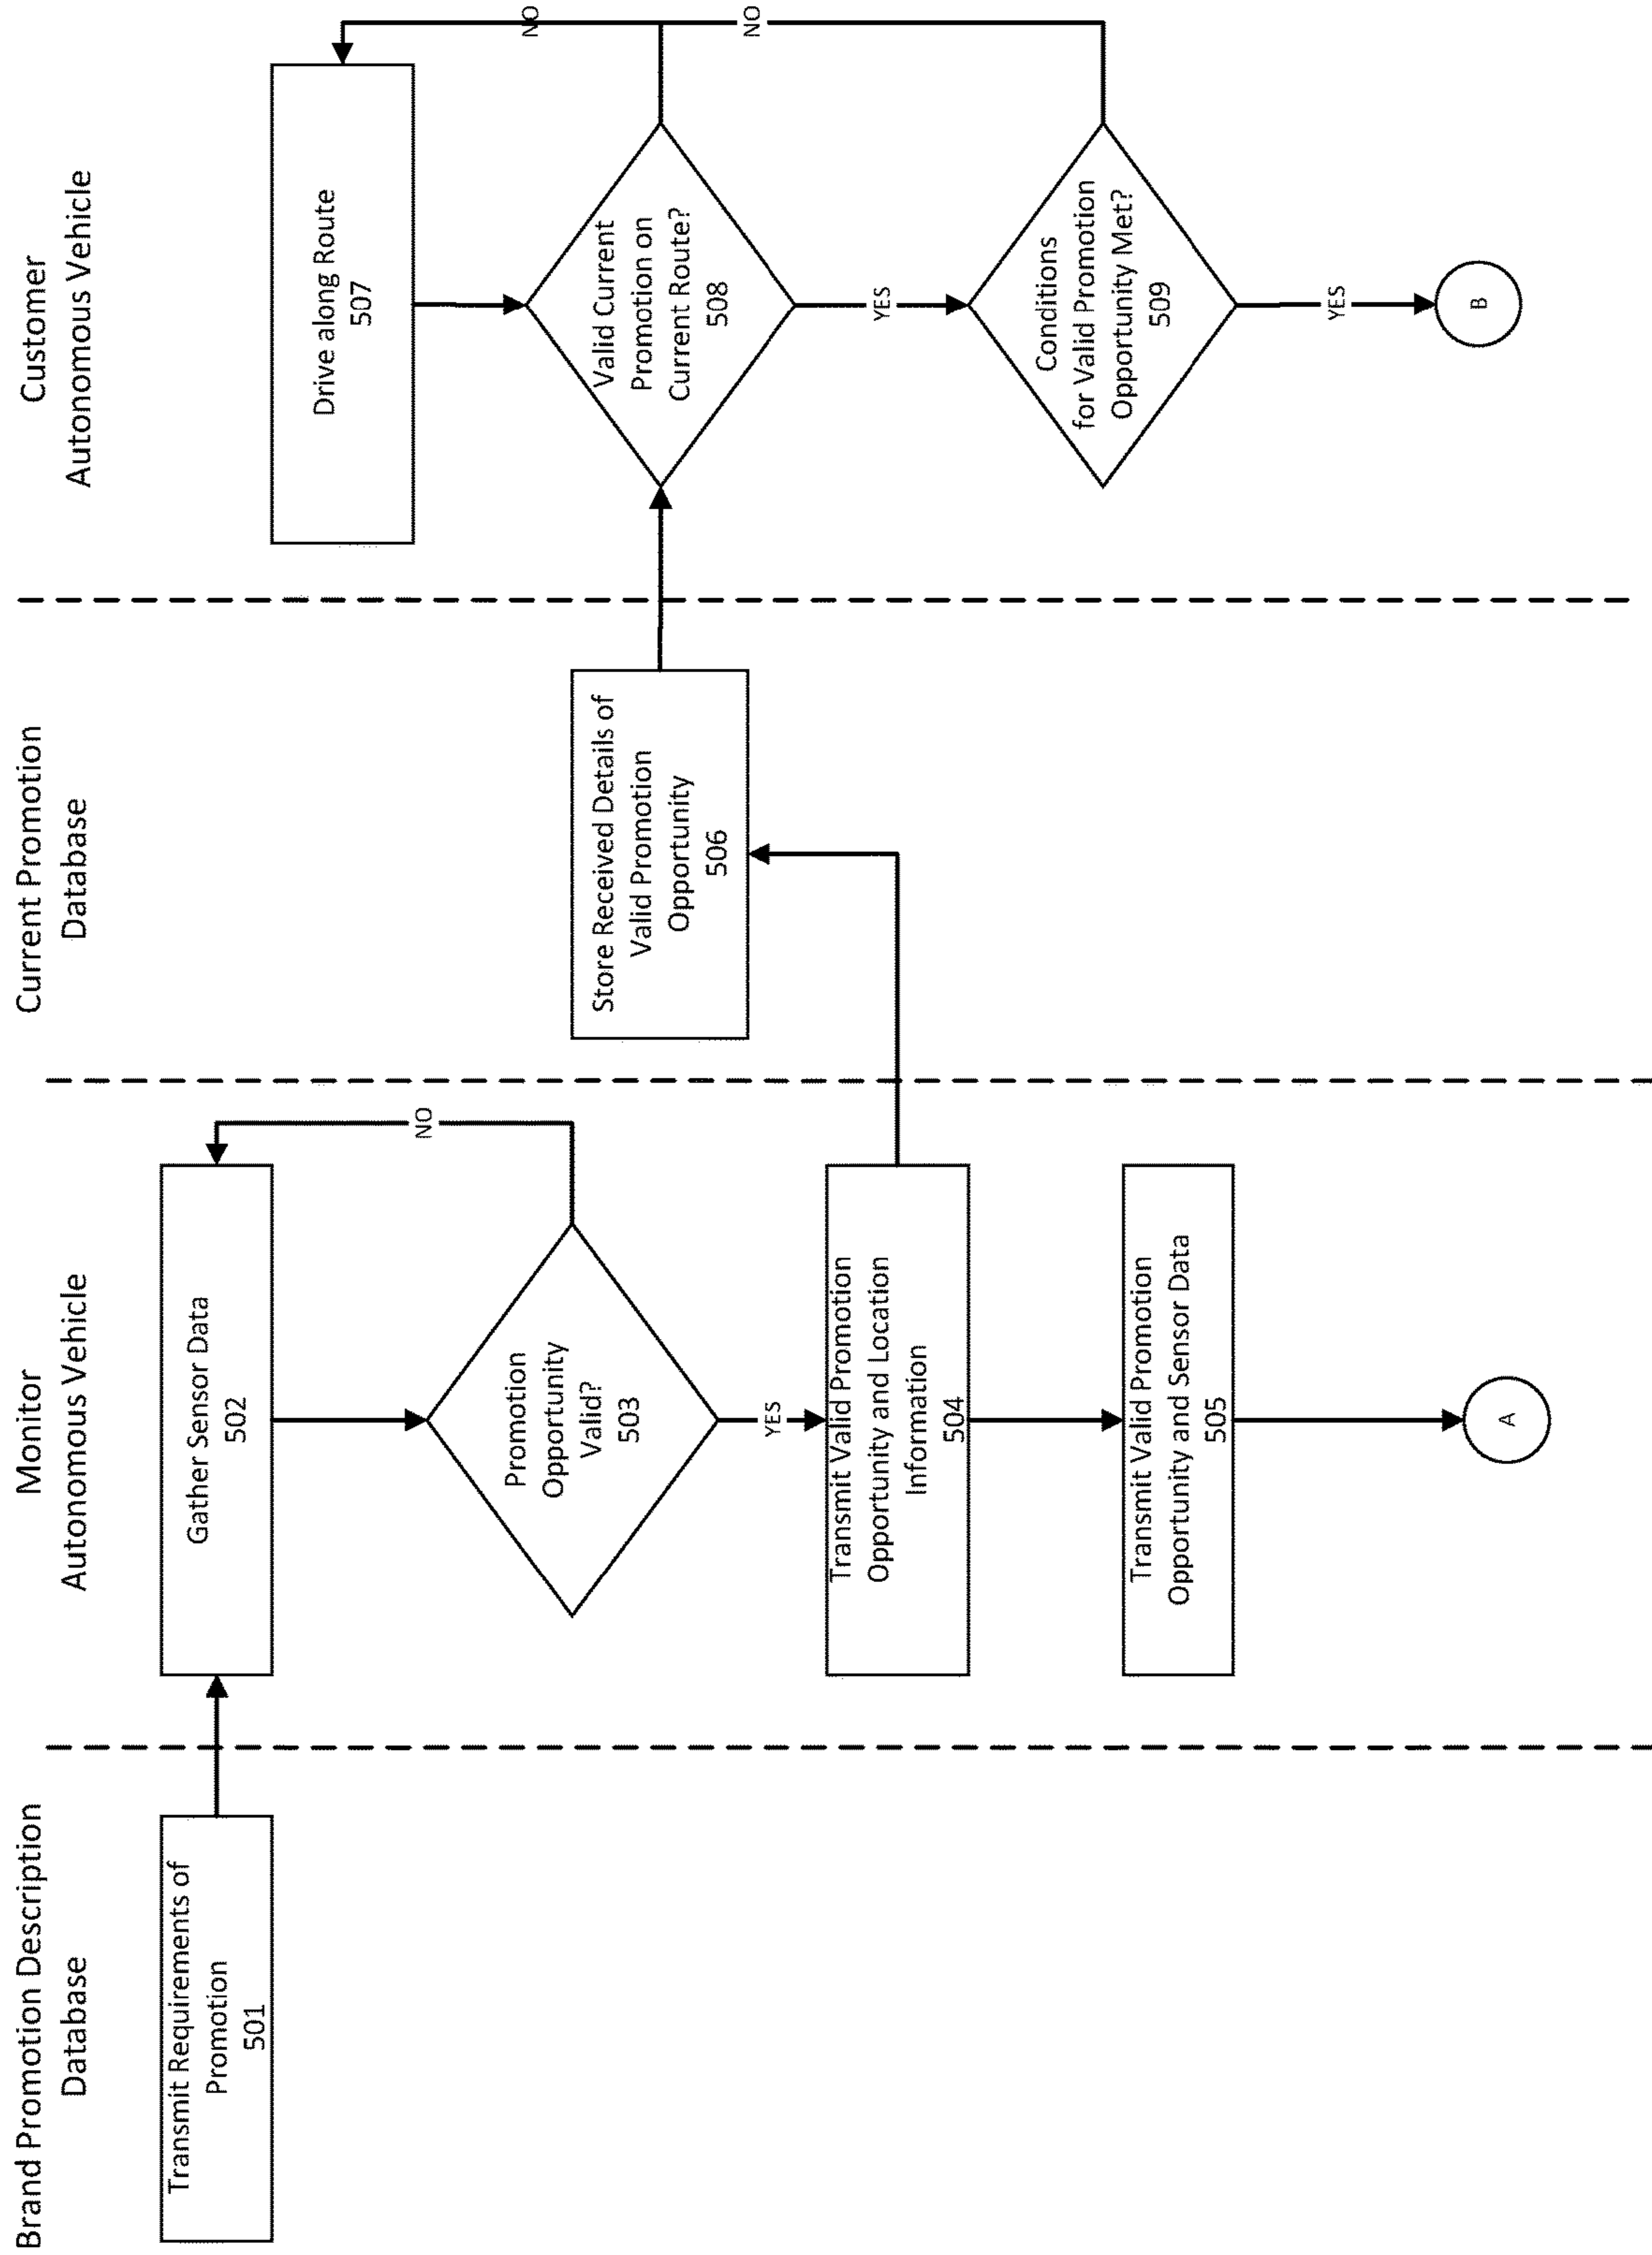 Brand Promotion Description
Database
Transmit Requirements of
Promotion
501
Monitor
Autonomous Vehicle
Gather Sensor Data
502
Promotion
Opportunity
Valid?
503
NO
YES
Transmit Valid Promotion
Opportunity and Location
Information
504
Transmit Valid Promotion
Opportunity and Sensor Data
505
A
Current Promotion
Database
Store Received Details of
Valid Promotion
Opportunity
506
Customer
Autonomous Vehicle
Drive along Route
507
NO
Valid Current
Promotion on
Current Route?
508
NO
YES
Conditions
for Valid Promotion
Opportunity Met?
509
YES
B